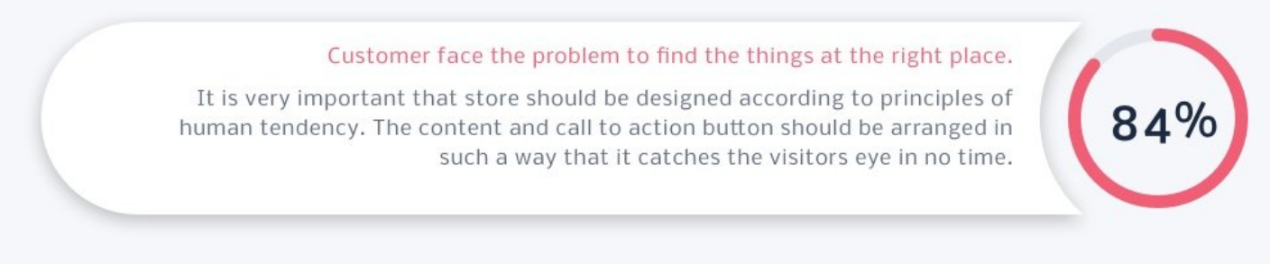 Customer face the problem to find the things at the right place.
It is very important that store should be designed according to principles of
human tendency. The content and call to action button should be arranged in
such a way that it catches the visitors eye in no time.
84%